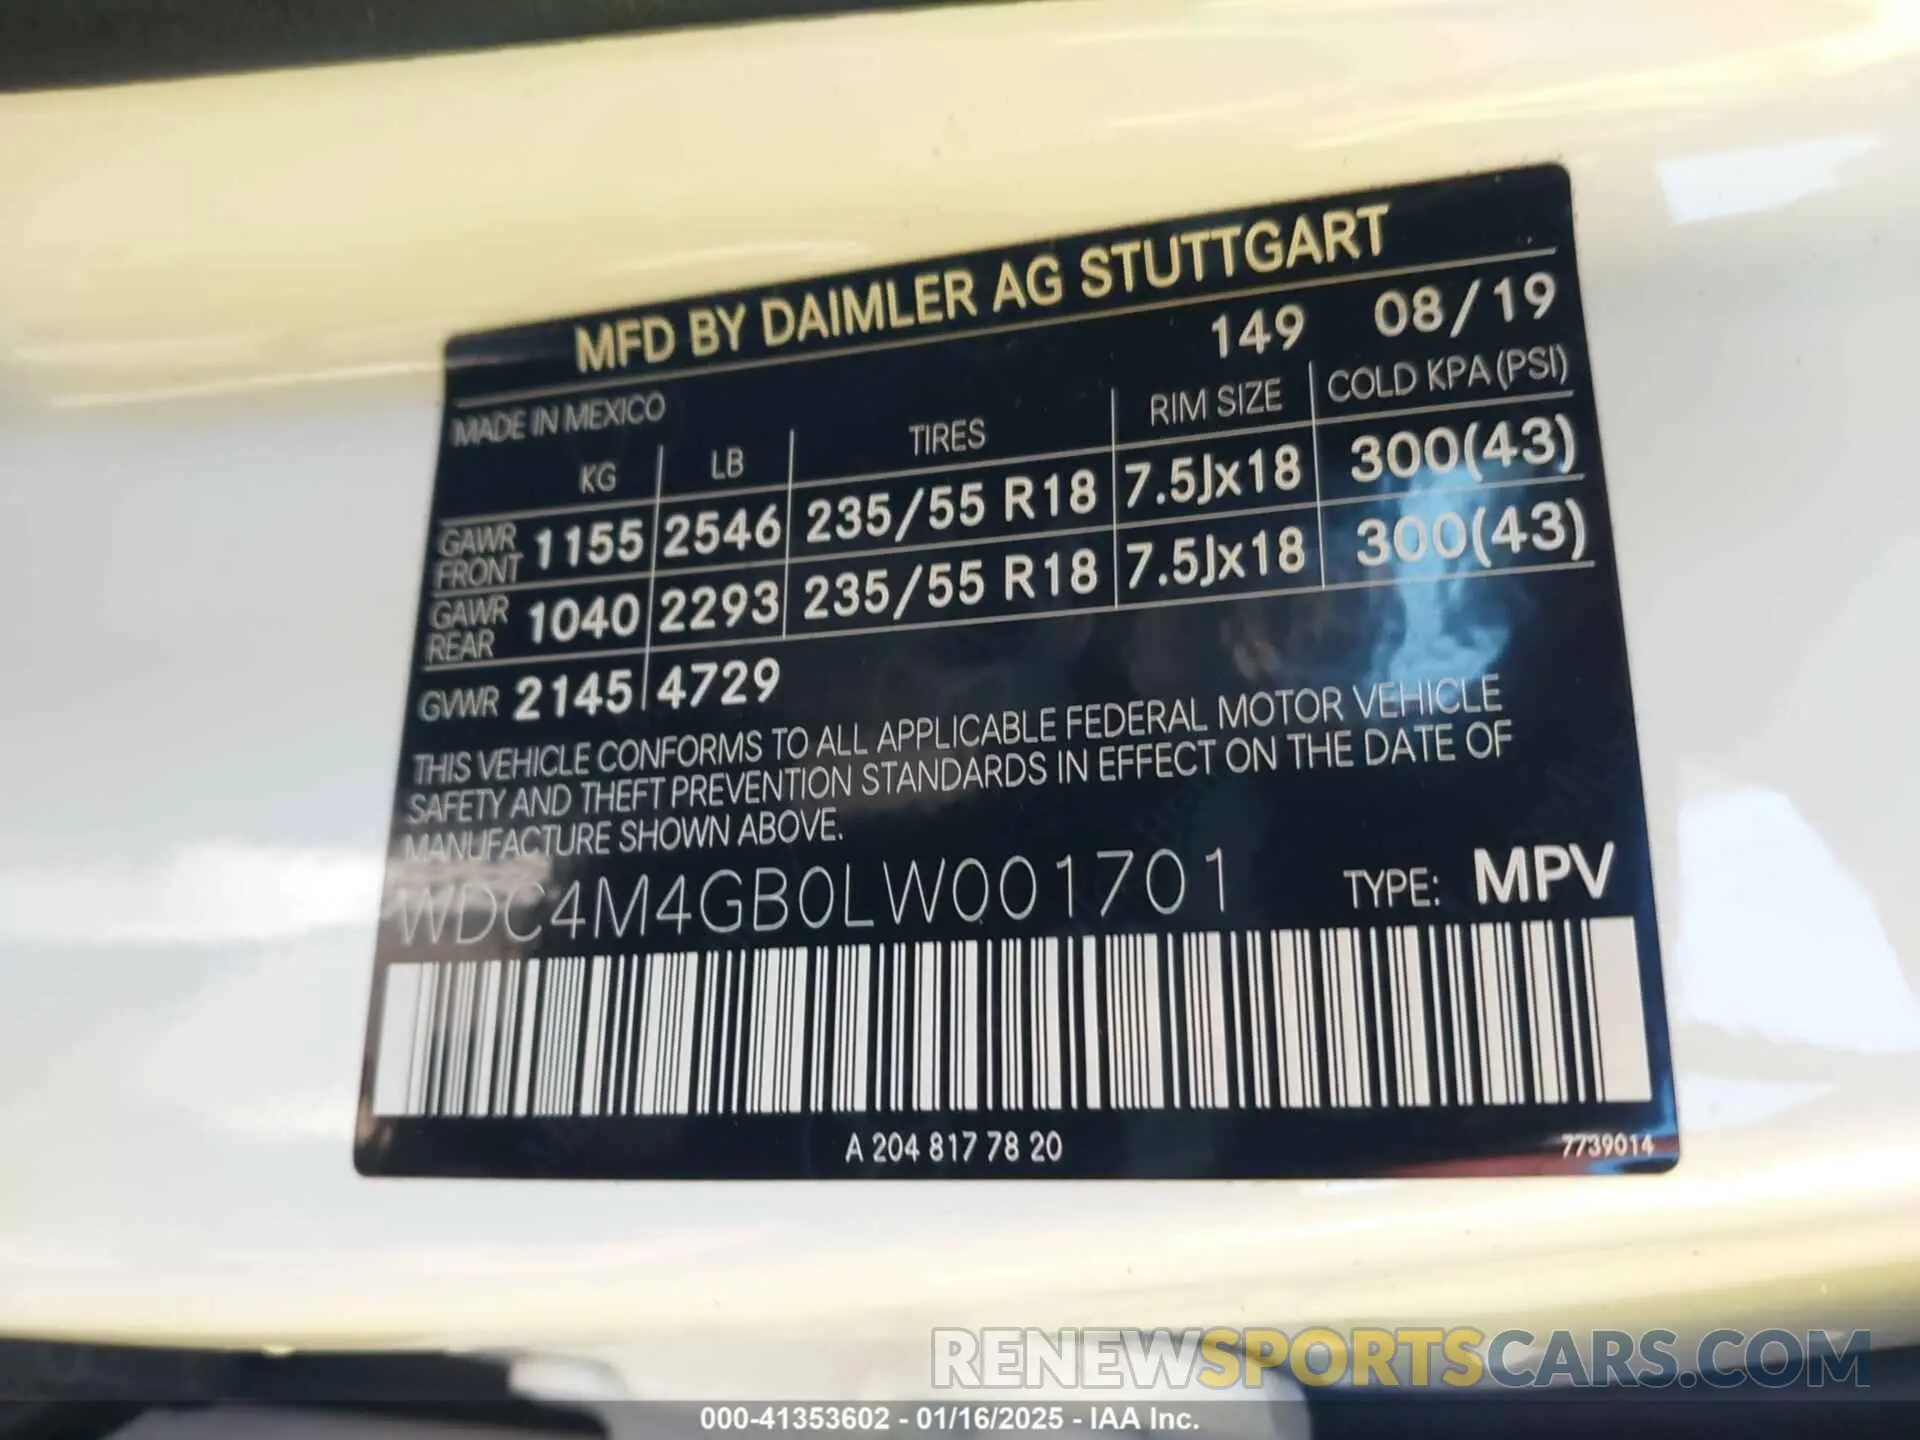 MFD BY DAIMLER AG STUTTGART
149 08/19
MADE IN MEXICO
KG LB TIRES RIM SIZE COLD KPA (PSI)
GAWR FRONT 1155 2546 235/55 R18 7.5Jx18 300(43)
GAWR REAR 1040 2293 235/55 R18 7.5Jx18 300(43)
GVWR 2145 4729
THIS VEHICLE CONFORMS TO ALL APPLICABLE FEDERAL MOTOR VEHICLE
SAFETY AND THEFT PREVENTION STANDARDS IN EFFECT ON THE DATE OF
MANUFACTURE SHOWN ABOVE.
WDC4M4GB0LW001701 TYPE: MPV
A 204 817 78 20 7739014
RENEWSPORTSCARS.COM
000-41353602 - 01/16/2025 - IAA Inc.